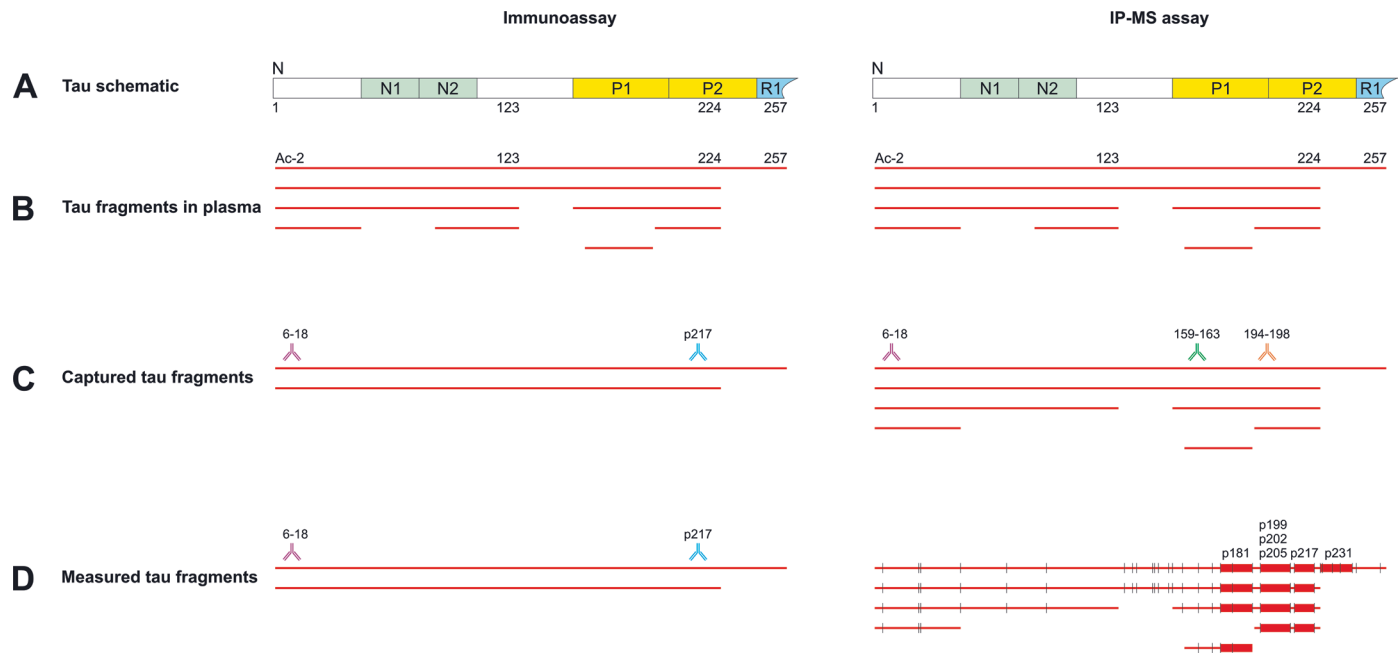 Immunoassay IP-MS assay
A Tau schematic
N N
N1 N2 P1 P2 R1 N1 N2 P1 P2 R1
1 123 224 257 1 123 224 257
Ac-2 123 224 257 Ac-2 123 224 257
B Tau fragments in plasma
6-18 p217 6-18 159-163 194-198
C Captured tau fragments
p199
6-18 p217 p202
p181 p205 p217 p231
D Measured tau fragments